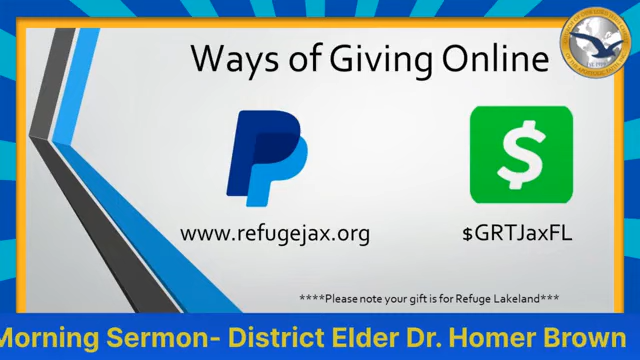 Ways of Giving Online
www.refugejax.org
$GRTJaxFL
****Please note your gift is for Refuge Lakeland***
Morning Sermon- District Elder Dr. Homer Brown